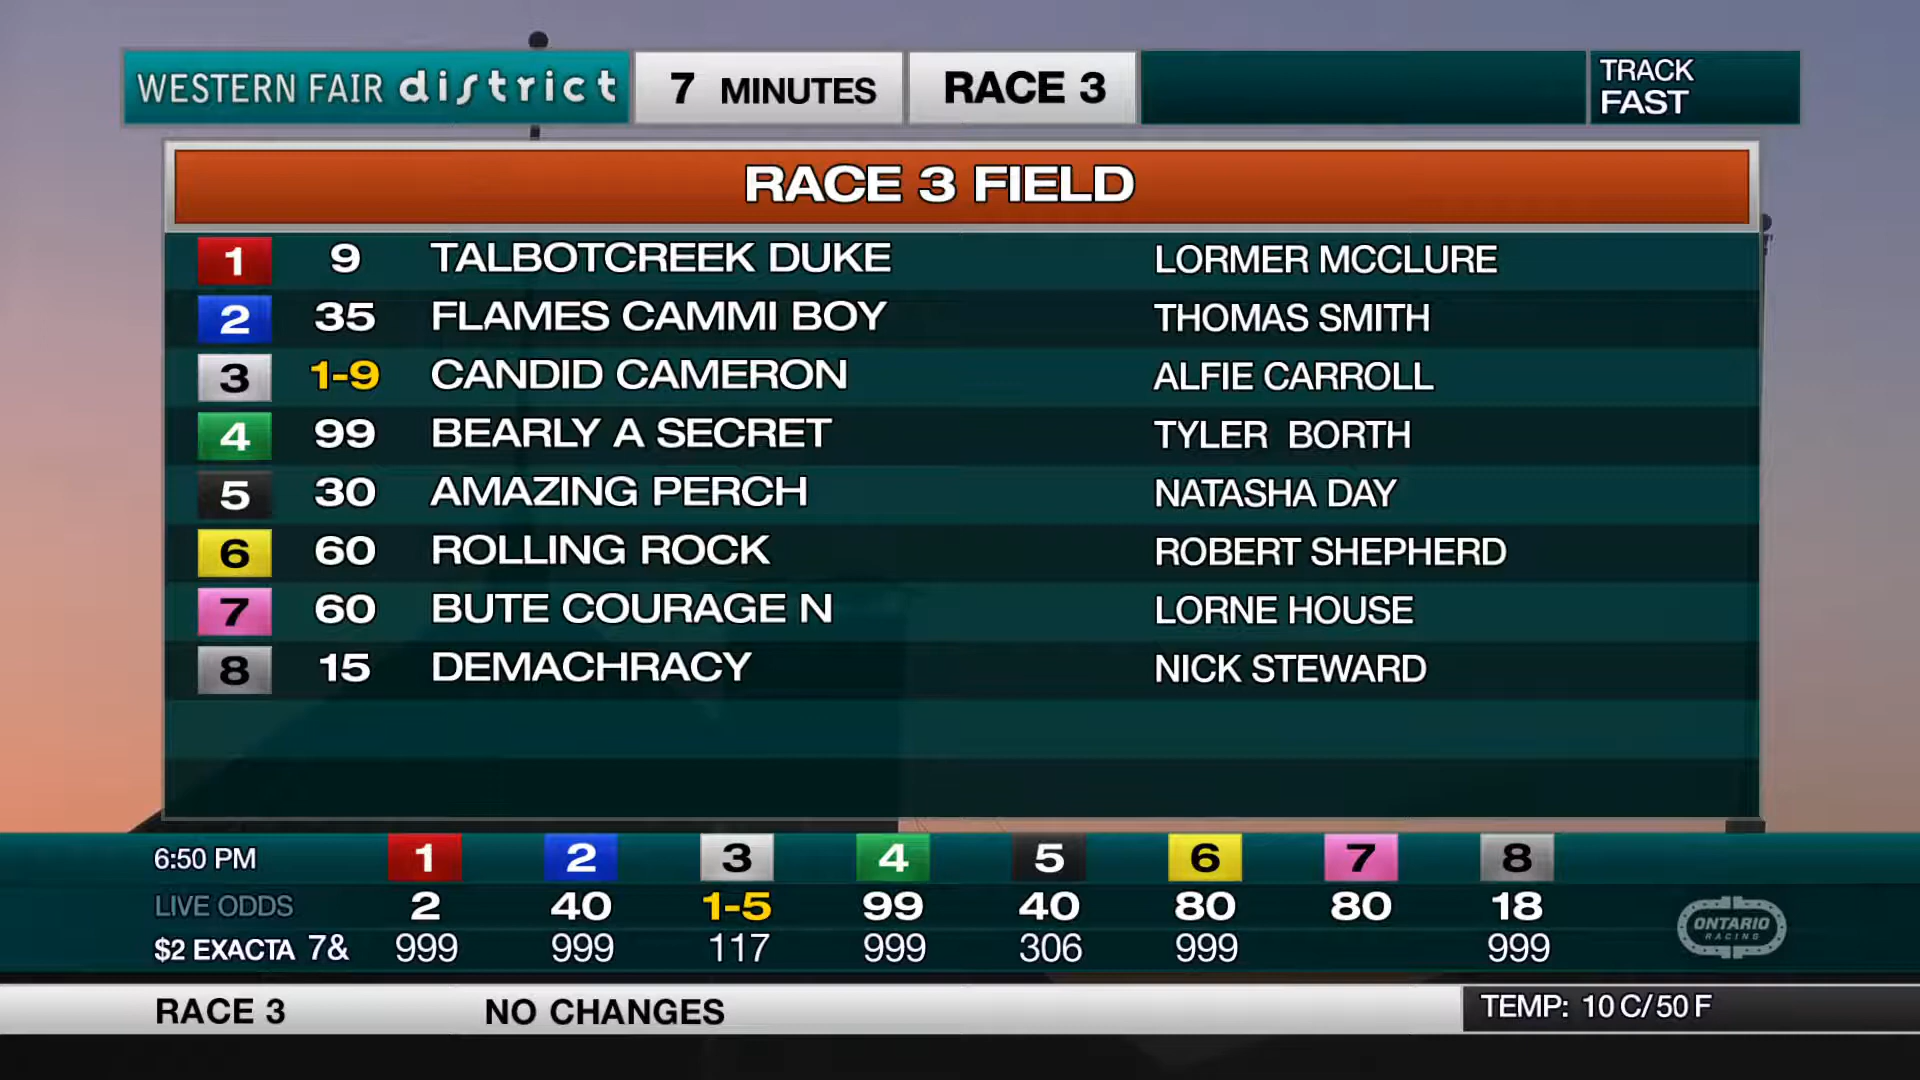 WESTERN FAIR district 7 MINUTES RACE 3 TRACK FAST
RACE 3 FIELD
1 9 TALBOTCREEK DUKE LORMER MCCLURE
2 35 FLAMES CAMMI BOY THOMAS SMITH
3 1-9 CANDID CAMERON ALFIE CARROLL
4 99 BEARLY A SECRET TYLER BORTH
5 30 AMAZING PERCH NATASHA DAY
6 60 ROLLING ROCK ROBERT SHEPHERD
7 60 BUTE COURAGE N LORNE HOUSE
8 15 DEMACHRACY NICK STEWARD
6:50 PM 1 2 3 4 5 6 7 8
LIVE ODDS 2 40 1-5 99 40 80 80 18
$2 EXACTA 7& 999 999 117 999 306 999 999
ONTARIO
RACING
RACE 3 NO CHANGES TEMP: 10 C/50 F